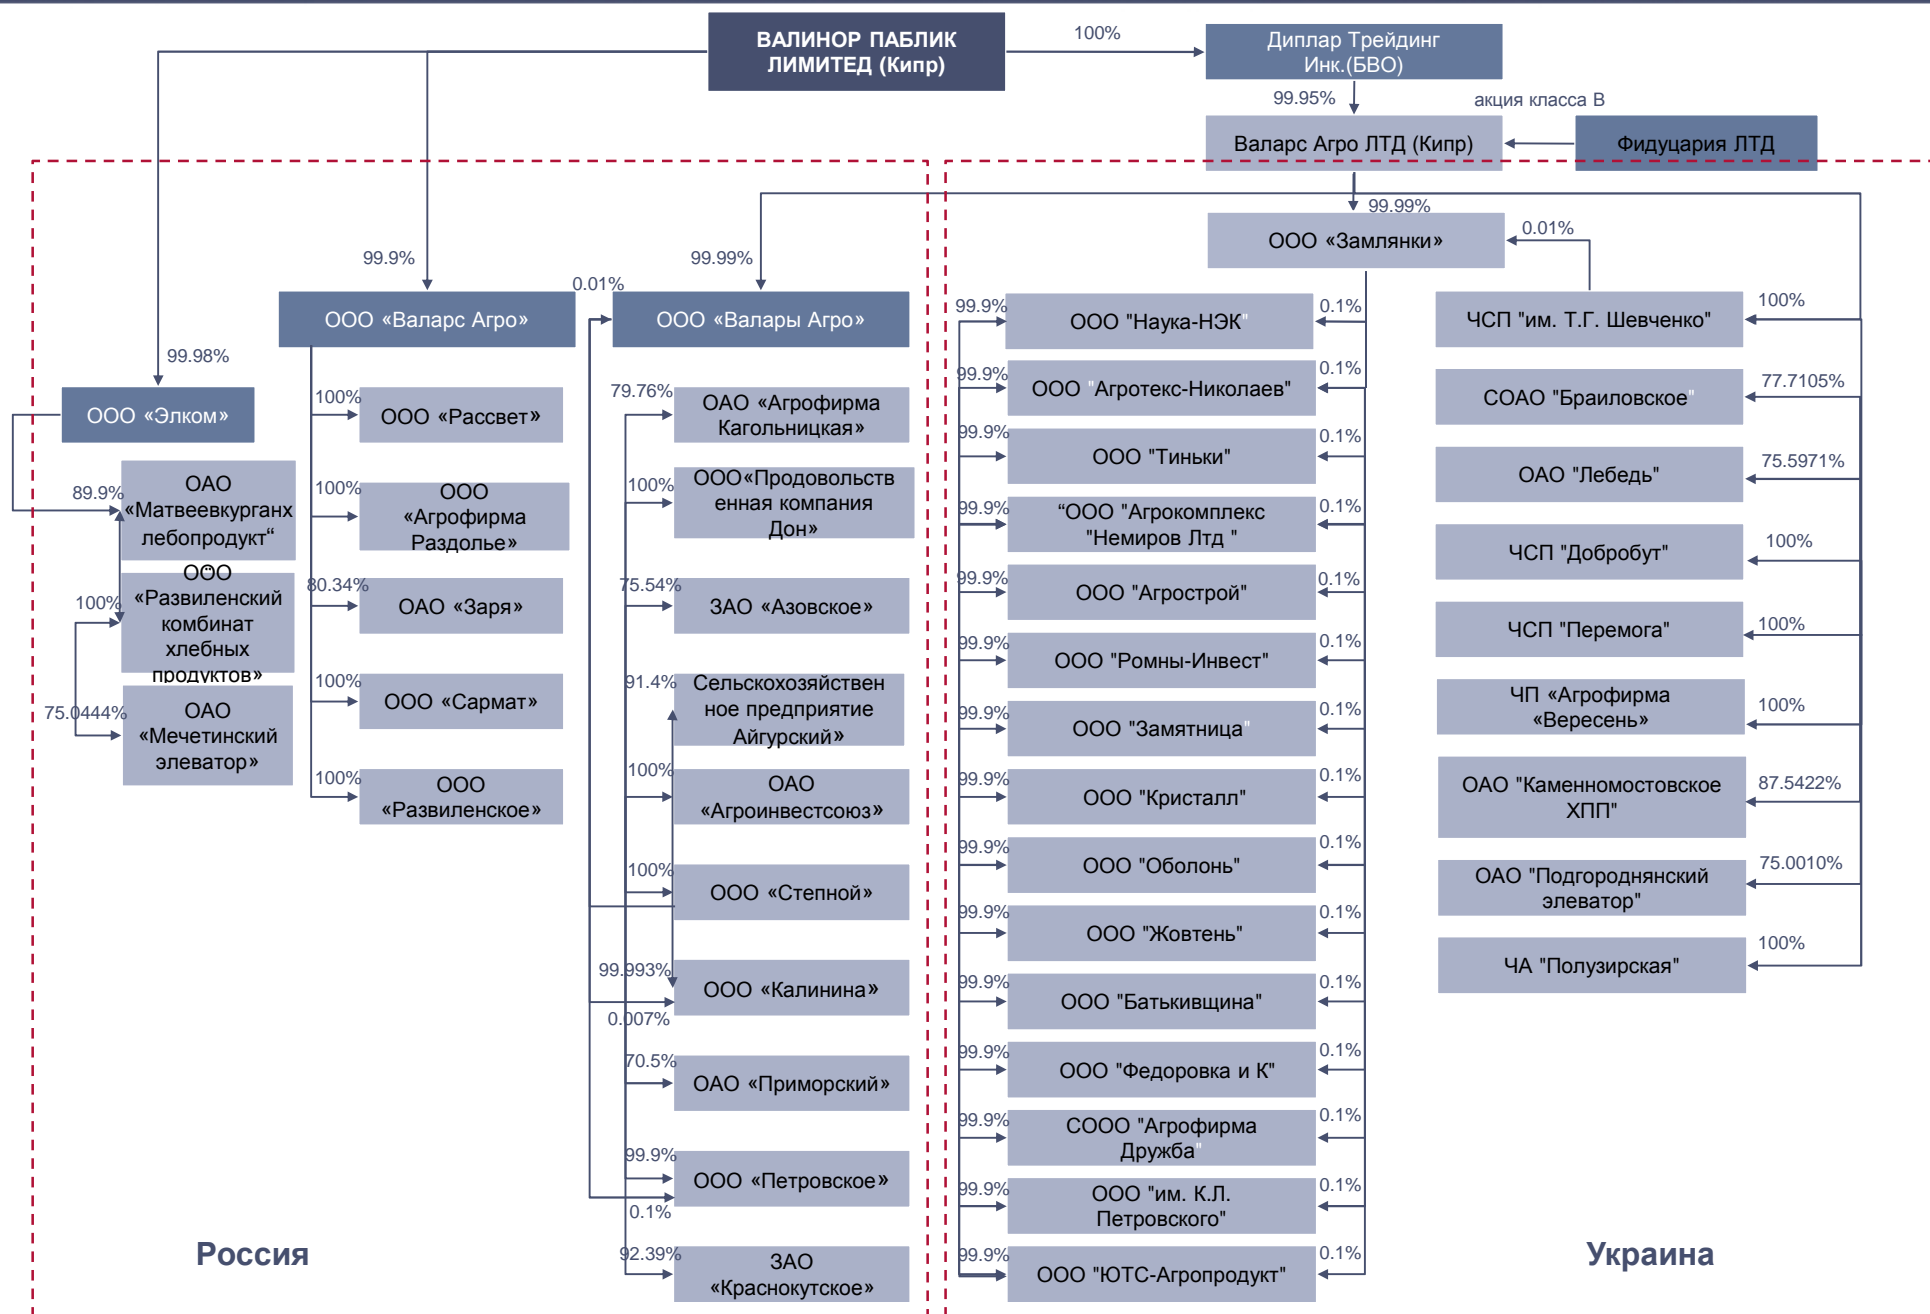 ВАЛИНОР ПАБЛИК
ЛИМИТЕД (Кипр)
100%
Диплар Трейдинг
Инк.(БВО)
99.95%
акция класса В
Валарс Агро ЛТД (Кипр)
Фидуцария ЛТД
99.99%
ООО «Замлянки»
0.01%
99.98%
ООО «Элком»
89.9%
ОАО
«Матвеевкурганх
лебопродукт“
100%
ООО
«Развиленский
комбинат
хлебных
продуктов»
75.0444%
ОАО
«Мечетинский
элеватор»
99.9%
ООО «Валарс Агро»
100%
ООО «Рассвет»
100%
ООО
«Агрофирма
Раздолье»
80.34%
ОАО «Заря»
100%
ООО «Сармат»
100%
ООО
«Развиленское»
99.99%
0.01%
ООО «Валары Агро»
79.76%
ОАО «Агрофирма
Кагольницкая»
100%
ООО«Продовольств
енная компания
Дон»
75.54%
ЗАО «Азовское»
91.4%
Сельскохозяйствен
ное предприятие
Айгурский»
100%
ОАО
«Агроинвестсоюз»
100%
ООО «Степной»
99.993%
ООО «Калинина»
0.007%
70.5%
ОАО «Приморский»
99.9%
ООО «Петровское»
0.1%
92.39%
ЗАО
«Краснокутское»
Россия
99.9%
ООО "Наука-НЭК"
0.1%
99.9%
ООО "Агротекс-Николаев"
0.1%
99.9%
ООО "Тиньки"
0.1%
99.9%
“ООО "Агрокомплекс
"Немиров Лтд "
0.1%
99.9%
ООО "Агрострой"
0.1%
99.9%
ООО "Ромны-Инвест"
0.1%
99.9%
ООО "Замятница"
0.1%
99.9%
ООО "Кристалл"
0.1%
99.9%
ООО "Оболонь"
0.1%
99.9%
ООО "Жовтень"
0.1%
99.9%
ООО "Батькивщина"
0.1%
99.9%
ООО "Федоровка и К"
0.1%
99.9%
СООО "Агрофирма
Дружба"
0.1%
99.9%
ООО "им. К.Л.
Петровского"
0.1%
99.9%
ООО "ЮТС-Агропродукт"
0.1%
ЧСП "им. Т.Г. Шевченко"
100%
СОАО "Браиловское"
77.7105%
ОАО "Лебедь"
75.5971%
ЧСП "Добробут"
100%
ЧСП "Перемога"
100%
ЧП «Агрофирма
«Вересень»
100%
ОАО "Каменномостовское
ХПП"
87.5422%
ОАО "Подгороднянский
элеватор"
75.0010%
ЧА "Полузирская"
100%
Украина